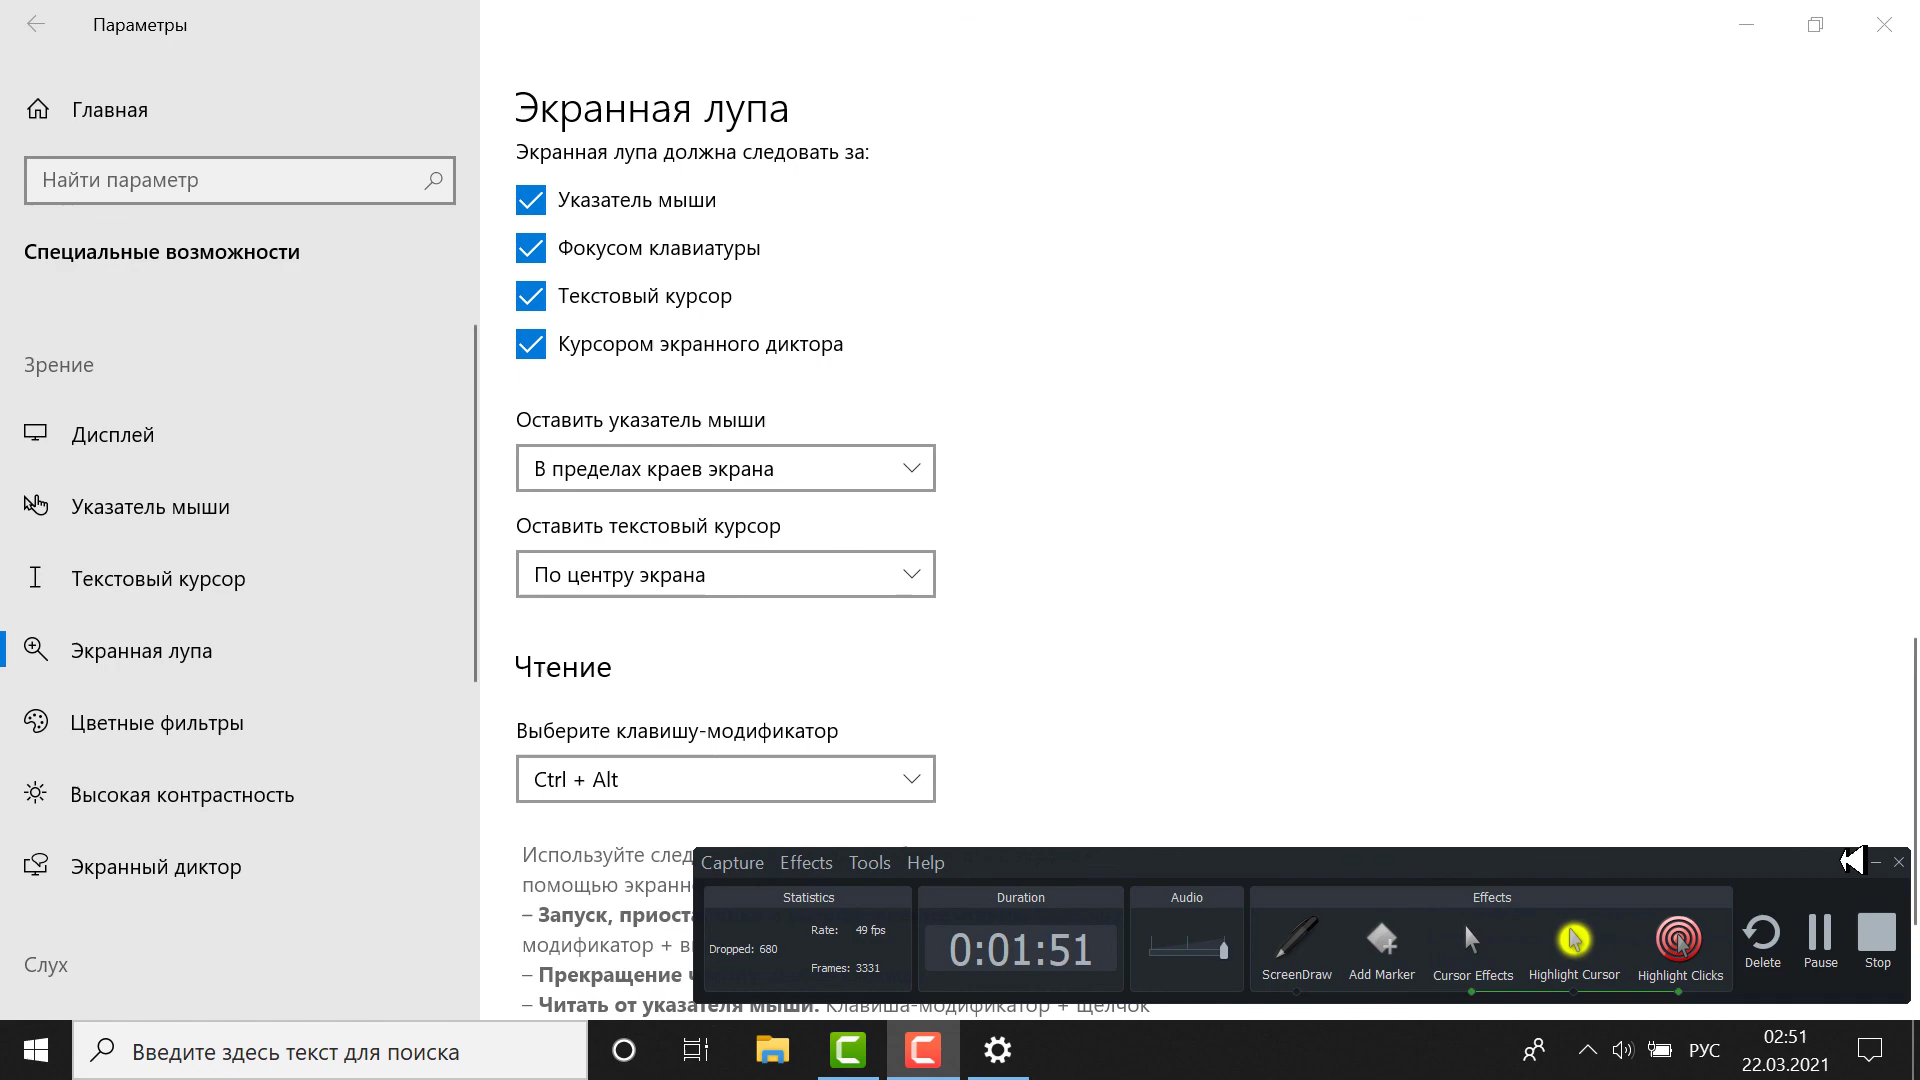 Параметры
Главная
Найти параметр
Специальные возможности
Зрение
Дисплей
Указатель мыши
Текстовый курсор
Экранная лупа
Цветные фильтры
Высокая контрастность
Экранный диктор
Слух
Экранная лупа
Экранная лупа должна следовать за:
Указатель мыши
Фокусом клавиатуры
Текстовый курсор
Курсором экранного диктора
Оставить указатель мыши
В пределах краев экрана
Оставить текстовый курсор
По центру экрана
Чтение
Выберите клавишу-модификатор
Ctrl + Alt
Используйте след
помощью экранн
– Запуск, приост
модификатор + в
– Прекращение
– Читать от указателя мыши. Клавиша-модификатор + щелчок
Capture Effects Tools Help
Statistics
Dropped: 680
Rate: 49 fps
Frames: 3331
Duration
0:01:51
Audio
Effects
ScreenDraw
Add Marker
Cursor Effects
Highlight Cursor
Highlight Clicks
Delete
Pause
Stop
Введите здесь текст для поиска
РУС
02:51
22.03.2021